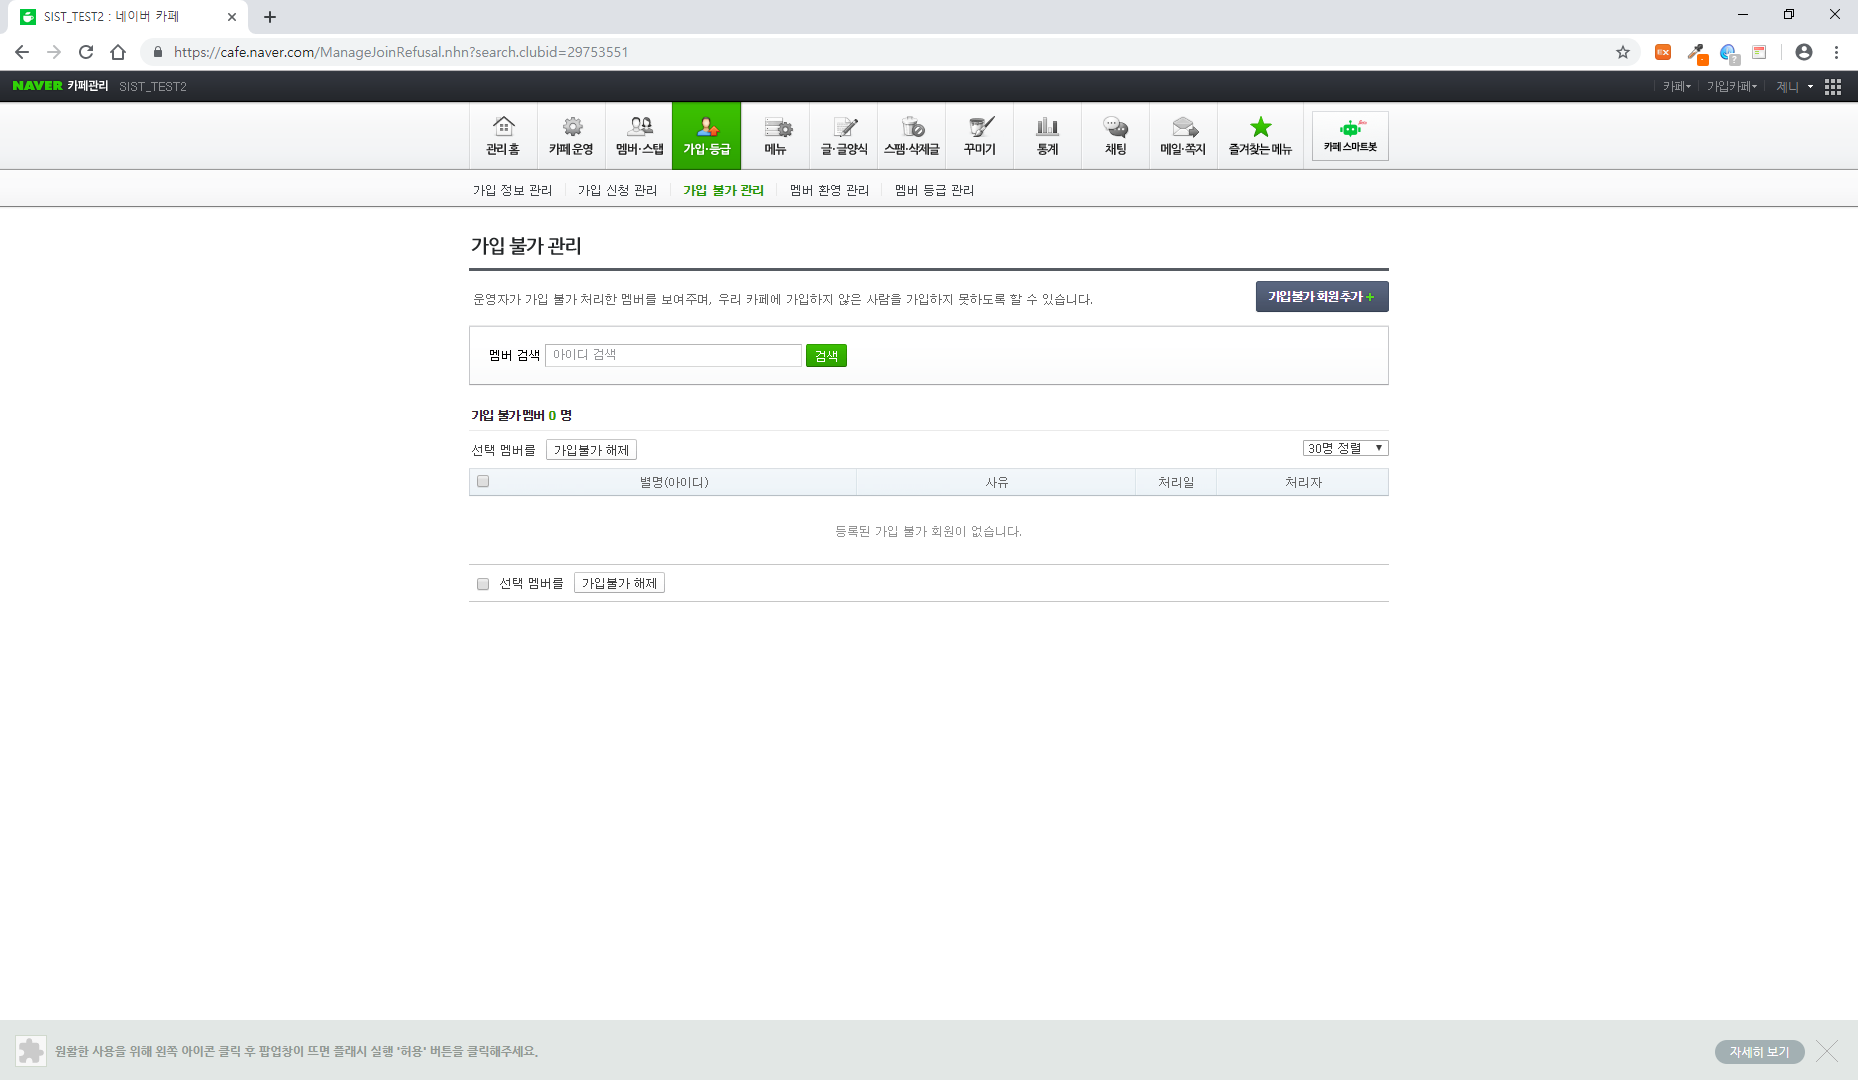 SIST_TEST2 : 네이버 카페
https://cafe.naver.com/ManageJoinRefusal.nhn?search.clubid=29753551
NAVER 카페관리 SIST_TEST2
카페 가입카페 제니
관리 홈 카페 운영 멤버·스탭 가입·등급 메뉴 글·글양식 스팸·삭제글 꾸미기 통계 채팅 메일·쪽지 즐겨찾는 메뉴 카페 스마트봇
가입 정보 관리 가입 신청 관리 가입 불가 관리 멤버 환영 관리 멤버 등급 관리
가입 불가 관리
운영자가 가입 불가 처리한 멤버를 보여주며, 우리 카페에 가입하지 않은 사람을 가입하지 못하도록 할 수 있습니다.
가입불가 회원추가 +
멤버 검색 아이디 검색 검색
가입 불가 멤버 0 명
선택 멤버를 가입불가 해제 30명 정렬
별명(아이디) 사유 처리일 처리자
등록된 가입 불가 회원이 없습니다.
선택 멤버를 가입불가 해제
원활한 사용을 위해 왼쪽 아이콘 클릭 후 팝업창이 뜨면 플래시 실행 '허용' 버튼을 클릭해주세요.
자세히 보기